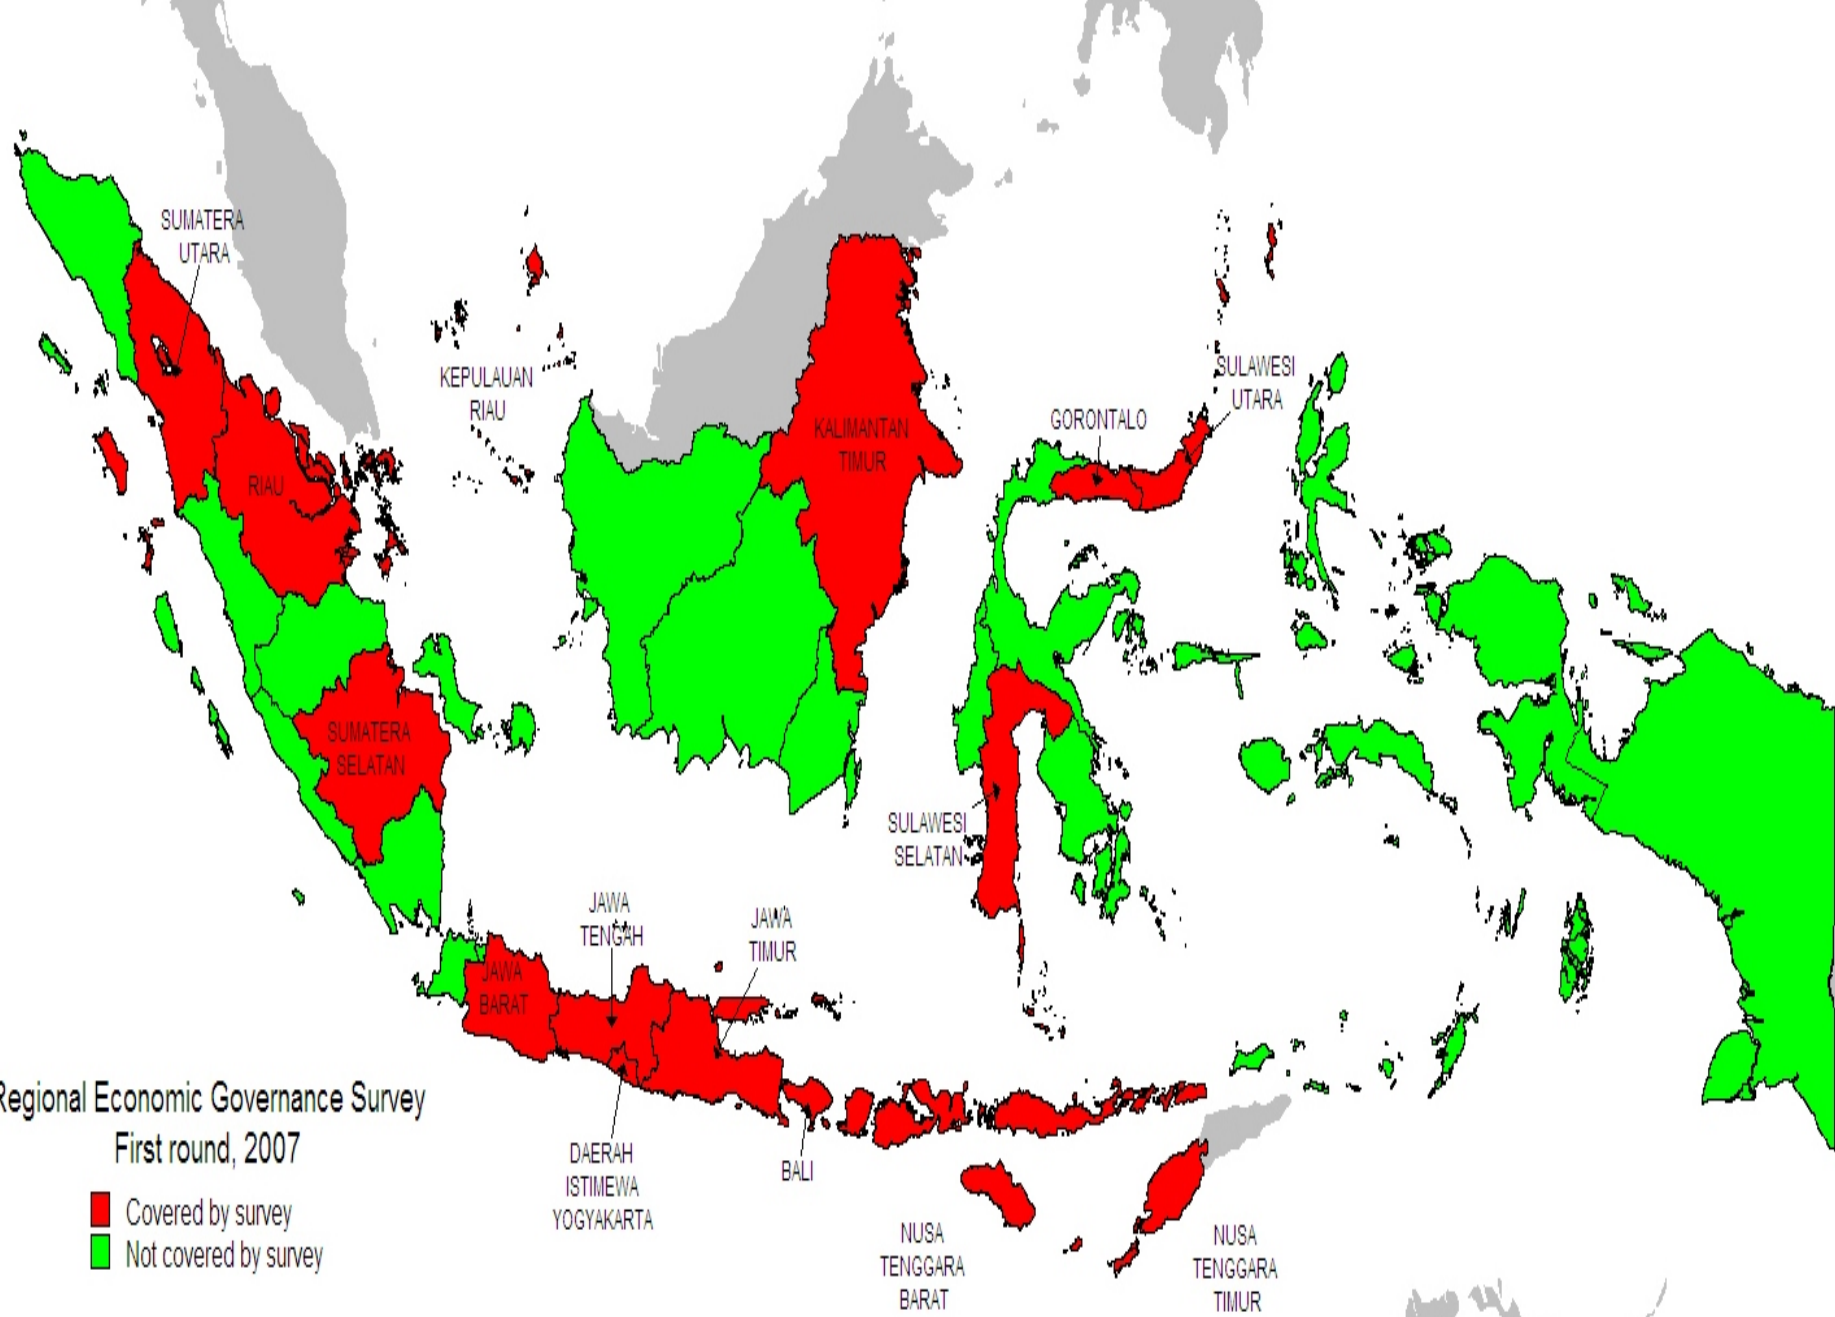 SUMATERA
UTARA
KEPULAUAN
RIAU
RIAU
SUMATERA
SELATAN
KALIMANTAN
TIMUR
GORONTALO
SULAWESI
UTARA
SULAWESI
SELATAN
JAWA
TENGAH
JAWA
TIMUR
JAWA
BARAT
DAERAH
ISTIMEWA
YOGYAKARTA
BALI
NUSA
TENGGARA
BARAT
NUSA
TENGGARA
TIMUR
Regional Economic Governance Survey
First round, 2007
Covered by survey
Not covered by survey